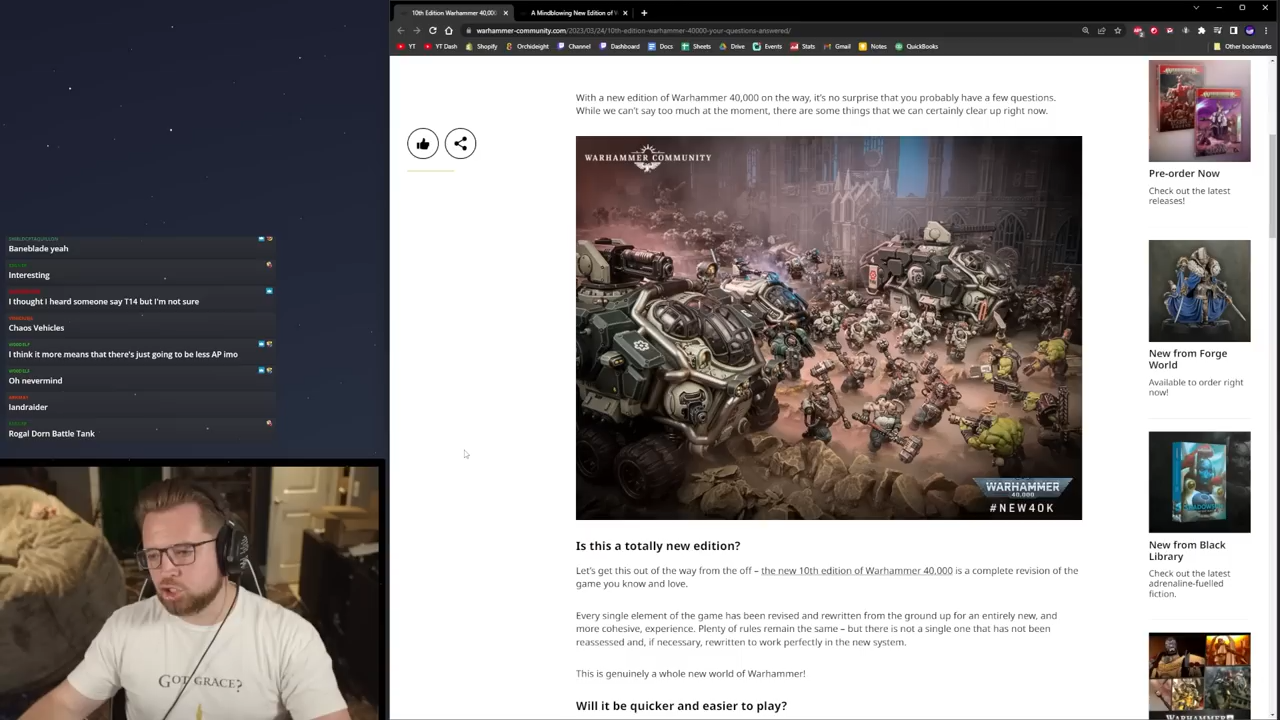 10th Edition Warhammer 40,000
A Mindblowing New Edition of W
warhammer-community.com/2023/03/24/10th-edition-warhammer-40000-your-questions-answered/
YT
YT Dash
Shopify
Orchideight
Channel
Dashboard
Docs
Sheets
Drive
Events
Stats
Gmail
Notes
QuickBooks
Other bookmarks
With a new edition of Warhammer 40,000 on the way, it's no surprise that you probably have a few questions.
While we can't say too much at the moment, there are some things that we can certainly clear up right now.
WARHAMMER COMMUNITY
WARHAMMER
40,000
#NEW40K
Is this a totally new edition?
Let's get this out of the way from the off – the new 10th edition of Warhammer 40,000 is a complete revision of the
game you know and love.
Every single element of the game has been revised and rewritten from the ground up for an entirely new, and
more cohesive, experience. Plenty of rules remain the same – but there is not a single one that has not been
reassessed and, if necessary, rewritten to work perfectly in the new system.
This is genuinely a whole new world of Warhammer!
Will it be quicker and easier to play?
Pre-order Now
Check out the latest
releases!
New from Forge
World
Available to order right
now!
New from Black
Library
Check out the latest
adrenaline-fuelled
fiction.
WARHAMMER
Baneblade yeah
Interesting
I thought I heard someone say T14 but I'm not sure
Chaos Vehicles
I think it more means that there's just going to be less AP imo
Oh nevermind
landraider
Rogal Dorn Battle Tank
GOT GRACE?